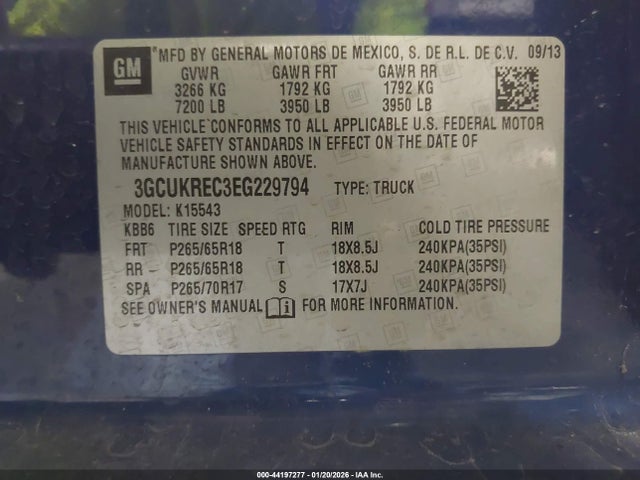 GM
*MFD BY GENERAL MOTORS DE MEXICO, S. DE R.L. DE C.V. 09/13
GVWR GAWR FRT GAWR RR
3266 KG 1792 KG 1792 KG
7200 LB 3950 LB 3950 LB
THIS VEHICLE CONFORMS TO ALL APPLICABLE U.S. FEDERAL MOTOR
VEHICLE SAFETY STANDARDS IN EFFECT ON THE DATE OF
MANUFACTURE SHOWN ABOVE.
3GCUKREC3EG229794 TYPE: TRUCK
MODEL: K15543
KBB6 TIRE SIZE SPEED RTG RIM COLD TIRE PRESSURE
FRT P265/65R18 T 18X8.5J 240KPA(35PSI)
RR P265/65R18 T 18X8.5J 240KPA(35PSI)
SPA P265/70R17 S 17X7J 240KPA(35PSI)
SEE OWNER'S MANUAL FOR MORE INFORMATION.
000-44197277 - 01/20/2026 - IAA Inc.